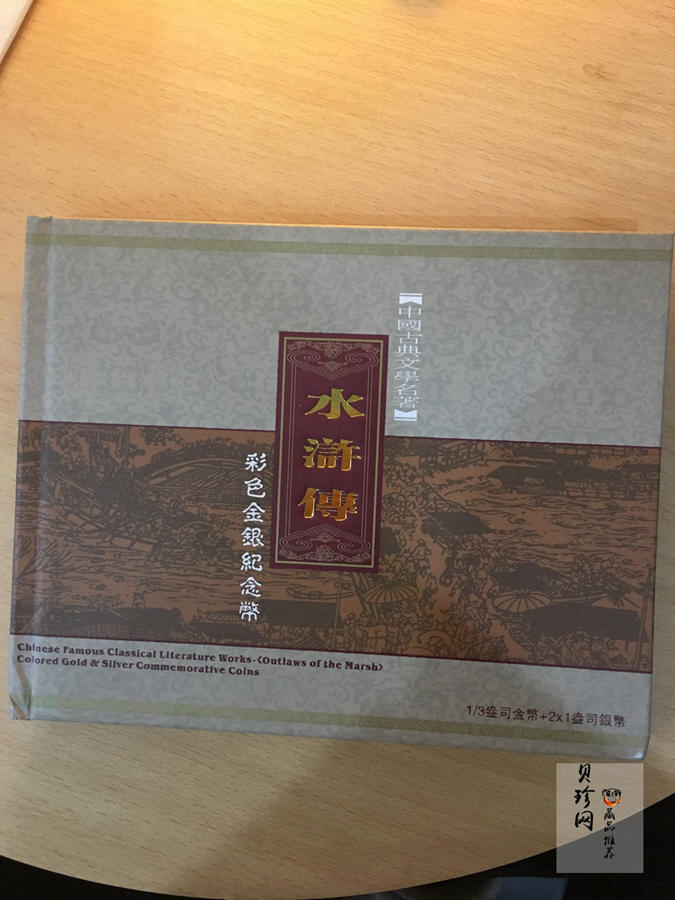 【中國古典文學名著】
水滸傳
彩色金銀紀念幣
Chinese Famous Classical Literature Works-《Outlaws of the Marsh》
Colored Gold & Silver Commemorative Coins
1/3盎司金幣+2x1盎司銀幣
贝珍网
藏品推荐